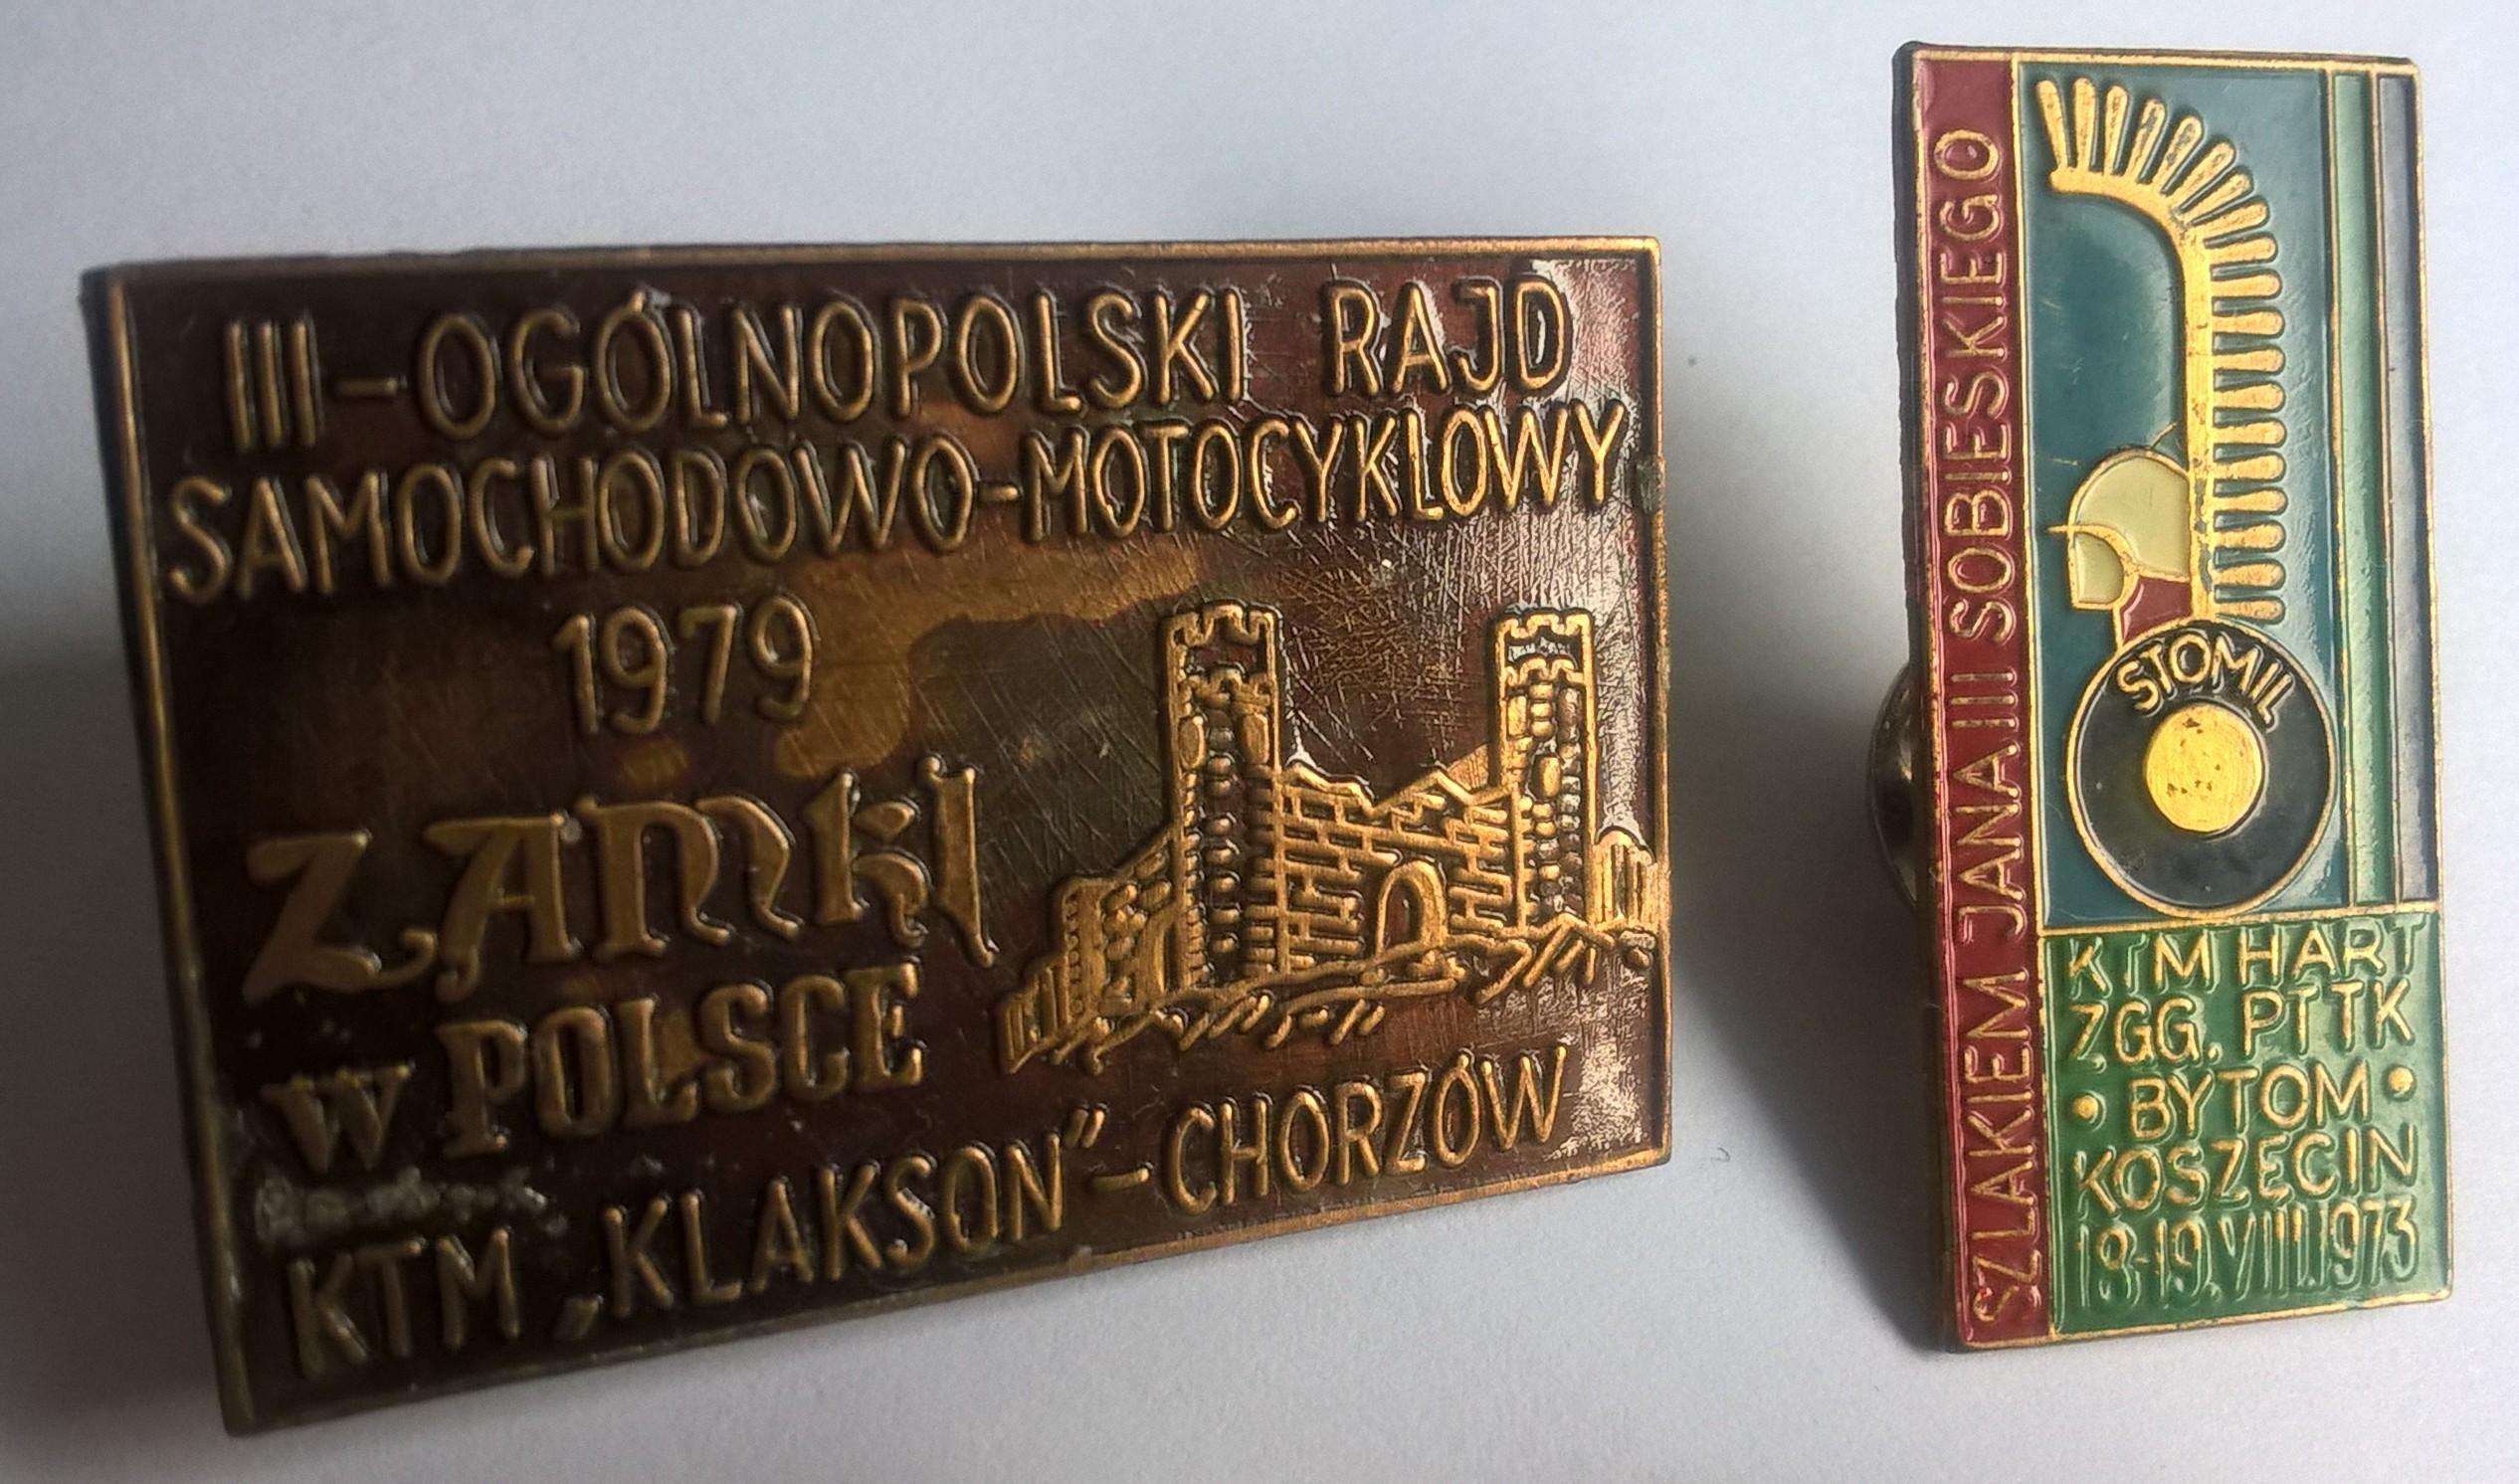 III-OGÓLNOPOLSKI RAJD
SAMOCHODOWO-MOTOCYKLOWY
1979
ZAMKI
w POLSCE
KTM „KLAKSON”-CHORZÓW
SZLAKIEM JANA III SOBIESKIEGO
STOMIL
KTM HART
ZGG. PTTK
• BYTOM •
KOSZĘCIN
18-19.VIII.1973